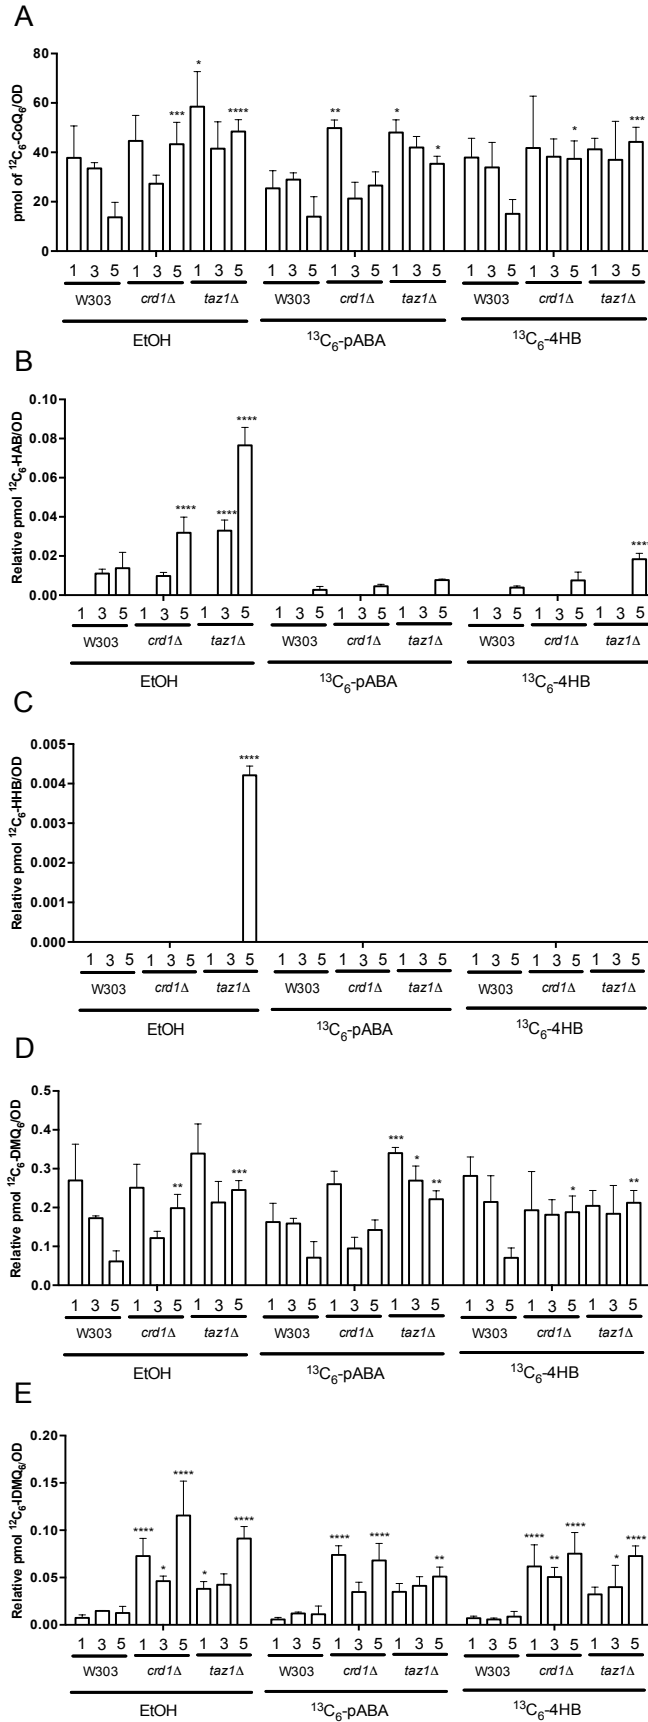 A
pmol of ¹²C₆-CoQ₆/OD
80
60
40
20
0
* *** **** ** * * * ***
1 3 5 1 3 5 1 3 5 1 3 5 1 3 5 1 3 5 1 3 5 1 3 5 1 3 5
W303 crd1Δ taz1Δ W303 crd1Δ taz1Δ W303 crd1Δ taz1Δ
EtOH ¹³C₆-pABA ¹³C₆-4HB
B
Relative pmol ¹²C₆-HAB/OD
0.10
0.08
0.06
0.04
0.02
0.00
**** **** **** ****
1 3 5 1 3 5 1 3 5 1 3 5 1 3 5 1 3 5 1 3 5 1 3 5 1 3 5
W303 crd1Δ taz1Δ W303 crd1Δ taz1Δ W303 crd1Δ taz1Δ
EtOH ¹³C₆-pABA ¹³C₆-4HB
C
Relative pmol ¹²C₆-HHB/OD
0.005
0.004
0.003
0.002
0.001
0.000
****
1 3 5 1 3 5 1 3 5 1 3 5 1 3 5 1 3 5 1 3 5 1 3 5 1 3 5
W303 crd1Δ taz1Δ W303 crd1Δ taz1Δ W303 crd1Δ taz1Δ
EtOH ¹³C₆-pABA ¹³C₆-4HB
D
Relative pmol ¹²C₆-DMQ₆/OD
0.5
0.4
0.3
0.2
0.1
0.0
** *** *** * ** * **
1 3 5 1 3 5 1 3 5 1 3 5 1 3 5 1 3 5 1 3 5 1 3 5 1 3 5
W303 crd1Δ taz1Δ W303 crd1Δ taz1Δ W303 crd1Δ taz1Δ
EtOH ¹³C₆-pABA ¹³C₆-4HB
E
Relative pmol ¹²C₆-IDMQ₆/OD
0.20
0.15
0.10
0.05
0.00
**** * **** * **** **** **** ** **** ** **** * ****
1 3 5 1 3 5 1 3 5 1 3 5 1 3 5 1 3 5 1 3 5 1 3 5 1 3 5
W303 crd1Δ taz1Δ W303 crd1Δ taz1Δ W303 crd1Δ taz1Δ
EtOH ¹³C₆-pABA ¹³C₆-4HB